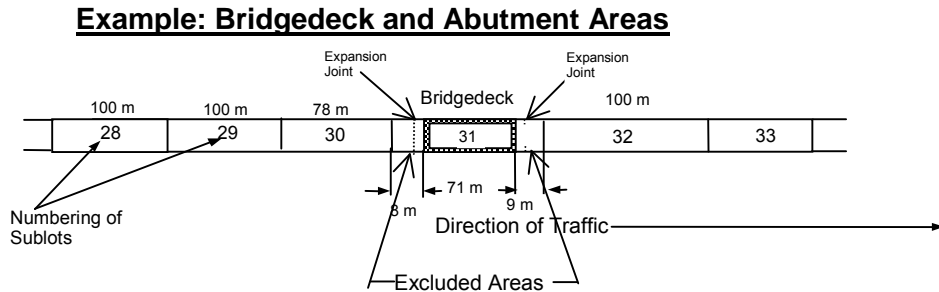 Example: Bridgedeck and Abutment Areas
Expansion
Joint
Expansion
Joint
Bridgedeck
100 m
100 m
78 m
100 m
28
29
30
31
32
33
71 m
8 m
9 m
Numbering of
Sublots
Direction of Traffic
Excluded Areas